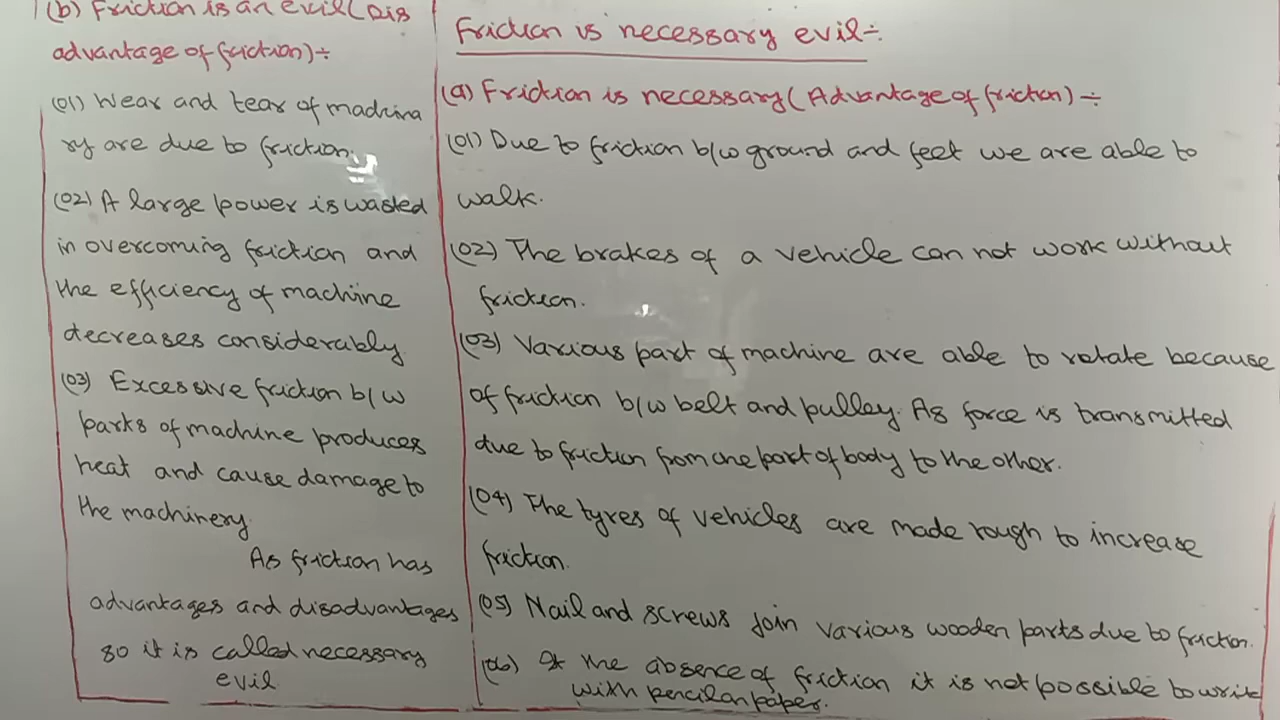 Friction is necessary evil÷
(a) Friction is necessary (Advantage of friction) ÷
(01) Due to friction b/w ground and feet we are able to
walk.
(02) The brakes of a vehicle can not work without
friction.
(03) Various part of machine are able to rotate because
of friction b/w belt and pulley. As force is transmitted
due to friction from one part of body to the other.
(04) The tyres of vehicles are made rough to increase
friction.
(05) Nail and screws join various wooden parts due to friction.
(06) If the absence of friction it is not possible to write
with pencil on paper.
(b) Friction is an evil (Dis
advantage of friction) ÷
(01) Wear and tear of machina
ry are due to friction.
(02) A large power is wasted
in overcoming friction and
the efficiency of machine
decreases considerably
(03) Excessive friction b/w
parts of machine produces
heat and cause damage to
the machinery
As friction has
advantages and disadvantages
so it is called necessary
evil